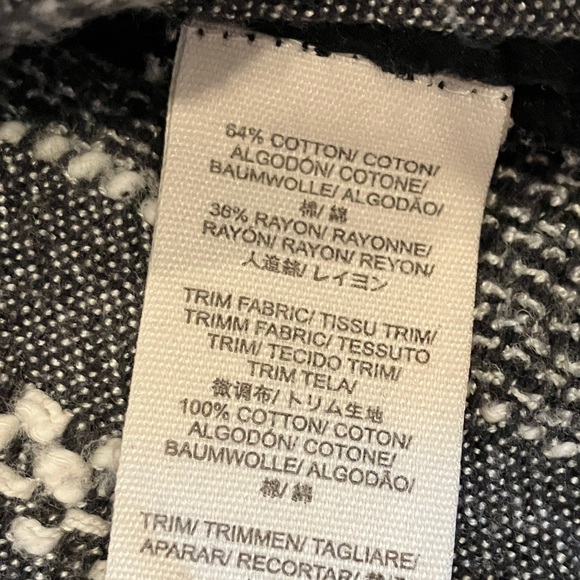 64% COTTON/ COTON/
ALGODÓN/ COTONE/
BAUMWOLLE/ ALGODÃO/
棉/ 綿
36% RAYON/ RAYONNE/
RAYÓN/ RAYON/ REYON/
人造絲/ レイヨン
TRIM FABRIC/ TISSU TRIM/
TRIMM FABRIC/ TESSUTO
TRIM/ TECIDO TRIM/
TRIM TELA/
微調布/ トリム生地
100% COTTON/ COTON/
ALGODÓN/ COTONE/
BAUMWOLLE/ ALGODÃO/
棉/ 綿
TRIM/ TRIMMEN/ TAGLIARE/
APARAR/ RECORTAR/